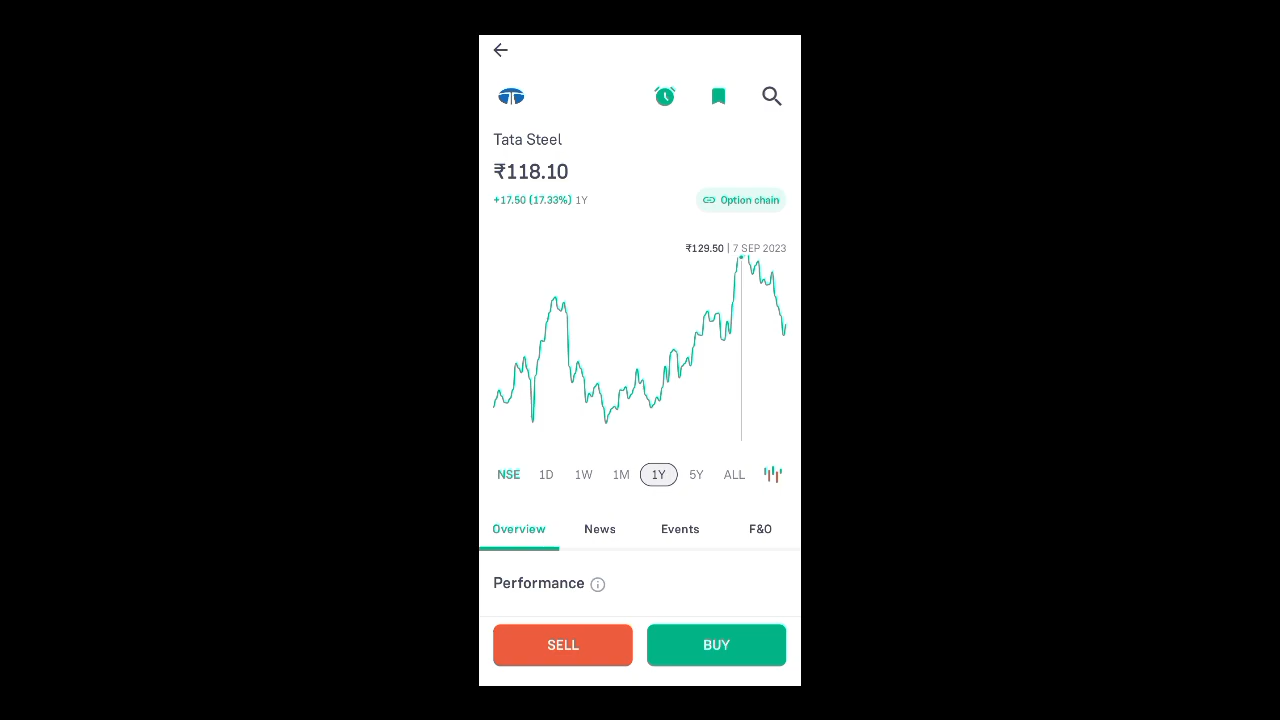 Tata Steel
₹118.10
+17.50 (17.33%) 1Y
Option chain
₹129.50 | 7 SEP 2023
NSE 1D 1W 1M 1Y 5Y ALL
Overview News Events F&O
Performance
SELL BUY